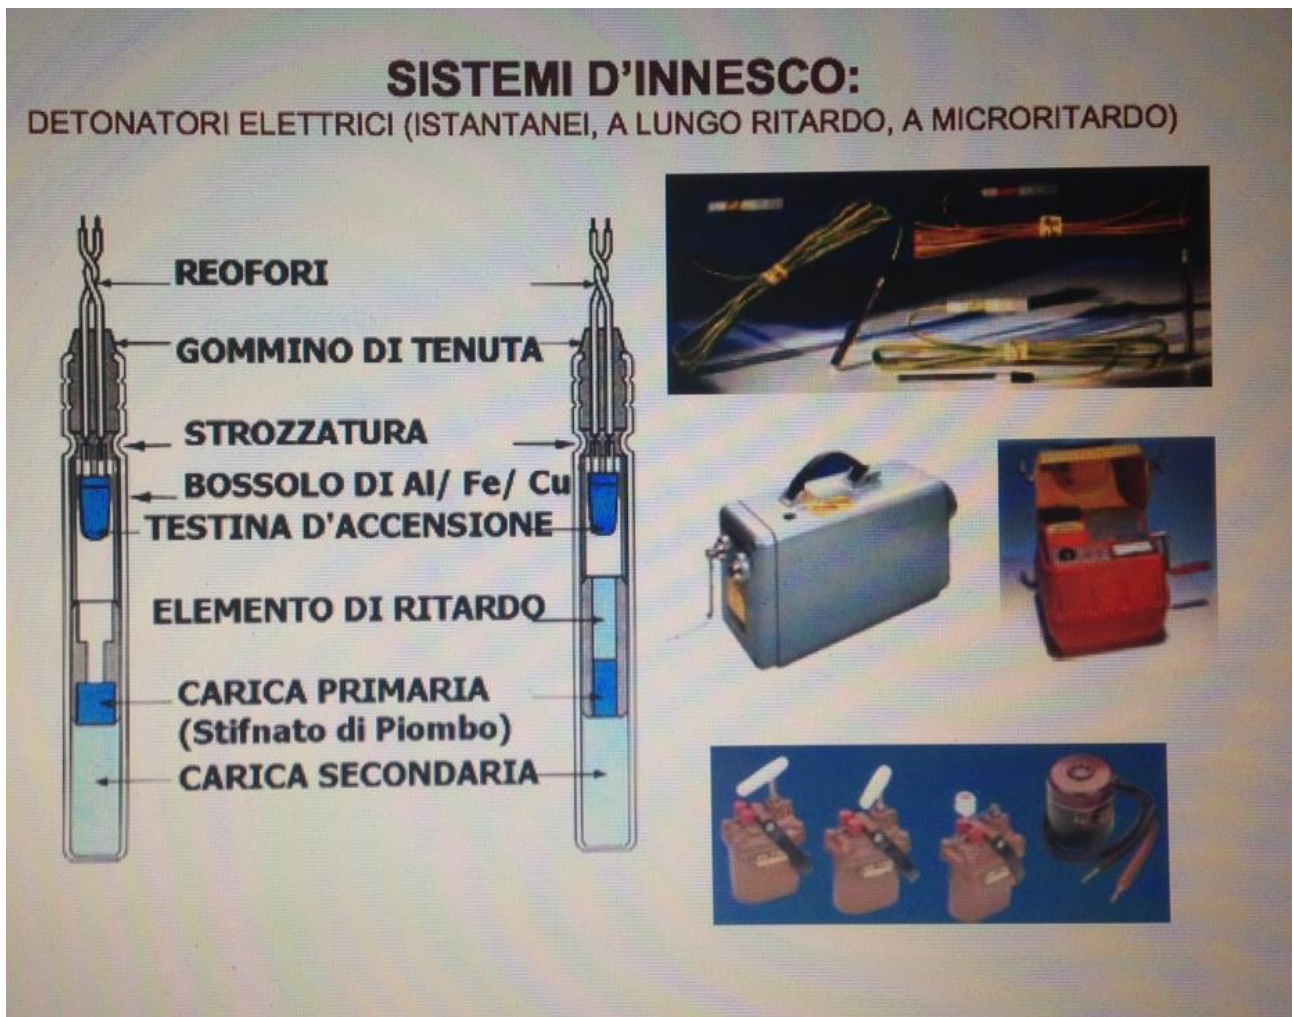 SISTEMI D'INNESCO:
DETONATORI ELETTRICI (ISTANTANEI, A LUNGO RITARDO, A MICRORITARDO)
REOFORI
GOMMINO DI TENUTA
STROZZATURA
BOSSOLO DI Al/ Fe/ Cu
TESTINA D'ACCENSIONE
ELEMENTO DI RITARDO
CARICA PRIMARIA
(Stifnato di Piombo)
CARICA SECONDARIA